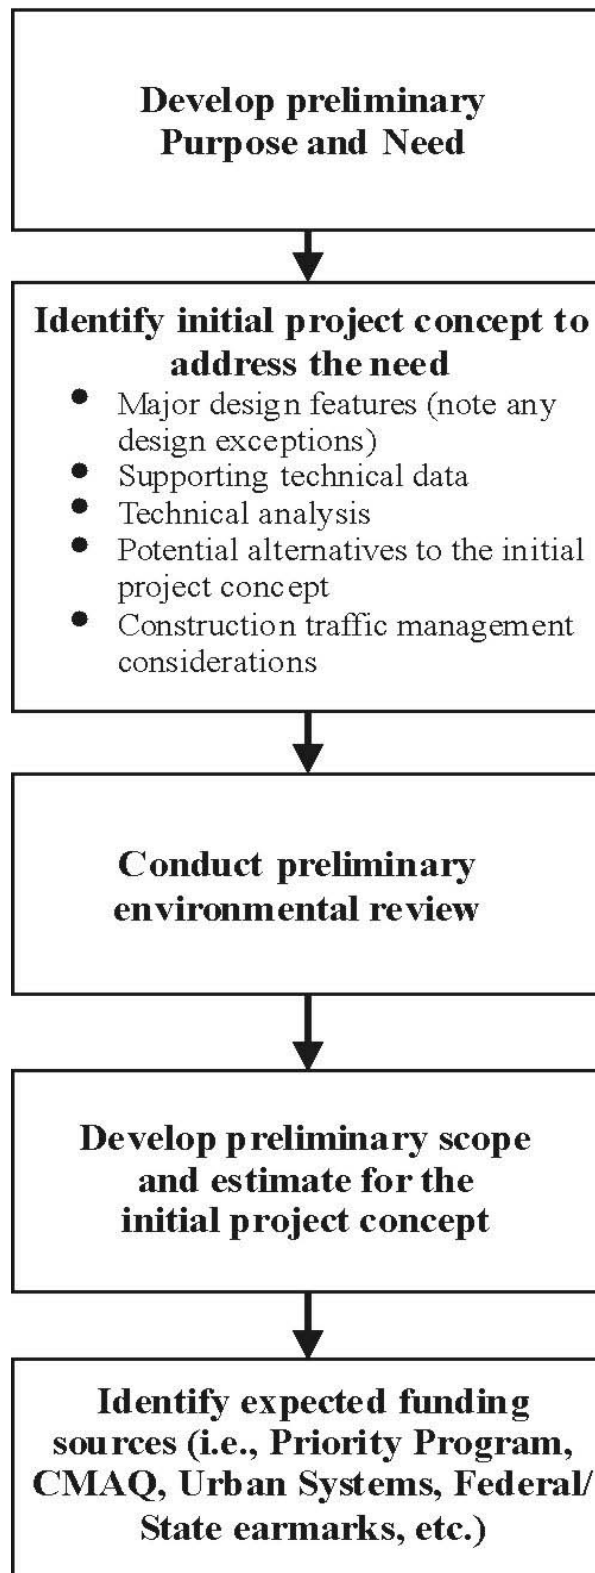 Develop preliminary
Purpose and Need
Identify initial project concept to
address the need
• Major design features (note any
design exceptions)
• Supporting technical data
• Technical analysis
• Potential alternatives to the initial
project concept
• Construction traffic management
considerations
Conduct preliminary
environmental review
Develop preliminary scope
and estimate for the
initial project concept
Identify expected funding
sources (i.e., Priority Program,
CMAQ, Urban Systems, Federal/
State earmarks, etc.)